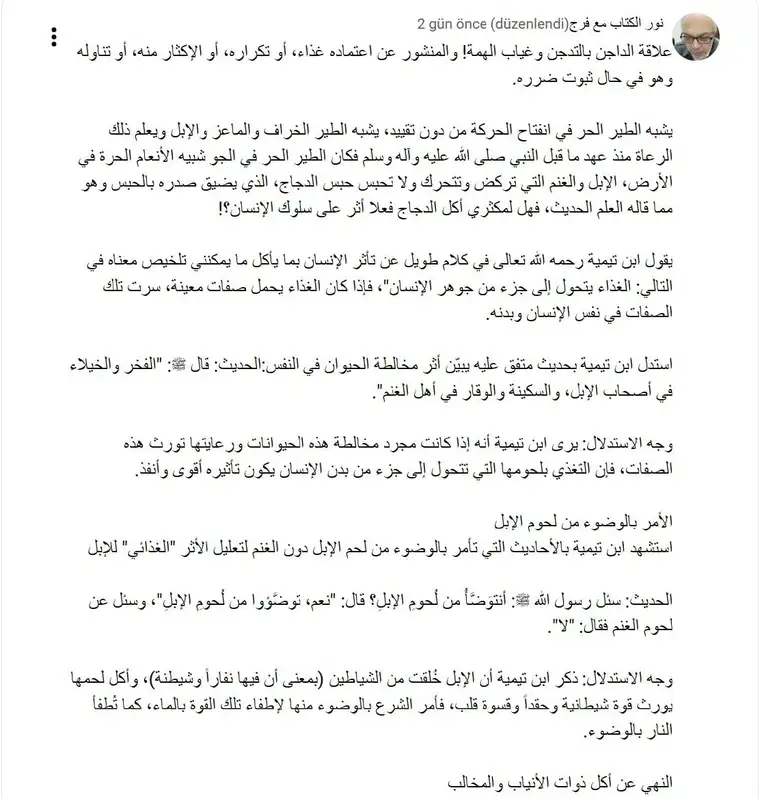 نور الكتاب مع فرج(düzenlendi) 2 gün önce
علاقة الداجن بالتدجن وغياب الهمة! والمنشور عن اعتماده غذاء، أو تكراره، أو الإكثار منه، أو تناوله
وهو في حال ثبوت ضرره.
يشبه الطير الحر في انفتاح الحركة من دون تقييد، يشبه الطير الخراف والماعز والإبل ويعلم ذلك
الرعاة منذ عهد ما قبل النبي صلى الله عليه وآله وسلم فكان الطير الحر في الجو شبيه الأنعام الحرة في
الأرض، الإبل والغنم التي تركض وتتحرك ولا تحبس حبس الدجاج، الذي يضيق صدره بالحبس وهو
مما قاله العلم الحديث، فهل لمكثري أكل الدجاج فعلا أثر على سلوك الإنسان؟!
يقول ابن تيمية رحمه الله تعالى في كلام طويل عن تأثر الإنسان بما يأكل ما يمكنني تلخيص معناه في
التالي: الغذاء يتحول إلى جزء من جوهر الإنسان"، فإذا كان الغذاء يحمل صفات معينة، سرت تلك
الصفات في نفس الإنسان وبدنه.
استدل ابن تيمية بحديث متفق عليه يبيّن أثر مخالطة الحيوان في النفس:الحديث: قال ﷺ: "الفخر والخيلاء
في أصحاب الإبل، والسكينة والوقار في أهل الغنم".
وجه الاستدلال: يرى ابن تيمية أنه إذا كانت مجرد مخالطة هذه الحيوانات ورعايتها تورث هذه
الصفات، فإن التغذي بلحومها التي تتحول إلى جزء من بدن الإنسان يكون تأثيره أقوى وأنفذ.
الأمر بالوضوء من لحوم الإبل
استشهد ابن تيمية بالأحاديث التي تأمر بالوضوء من لحم الإبل دون الغنم لتعليل الأثر "الغذائي" للإبل
الحديث: سئل رسول الله ﷺ: أنتوَضَّأُ من لُحومِ الإبلِ؟ قال: "نعم، توضَّؤوا من لُحومِ الإبلِ"، وسئل عن
لحوم الغنم فقال: "لا".
وجه الاستدلال: ذكر ابن تيمية أن الإبل خُلقت من الشياطين (بمعنى أن فيها نفاراً وشيطنة)، وأكل لحمها
يورث قوة شيطانية وحقداً وقسوة قلب، فأمر الشرع بالوضوء منها لإطفاء تلك القوة بالماء، كما تُطفأ
النار بالوضوء.
النهي عن أكل ذوات الأنياب والمخالب